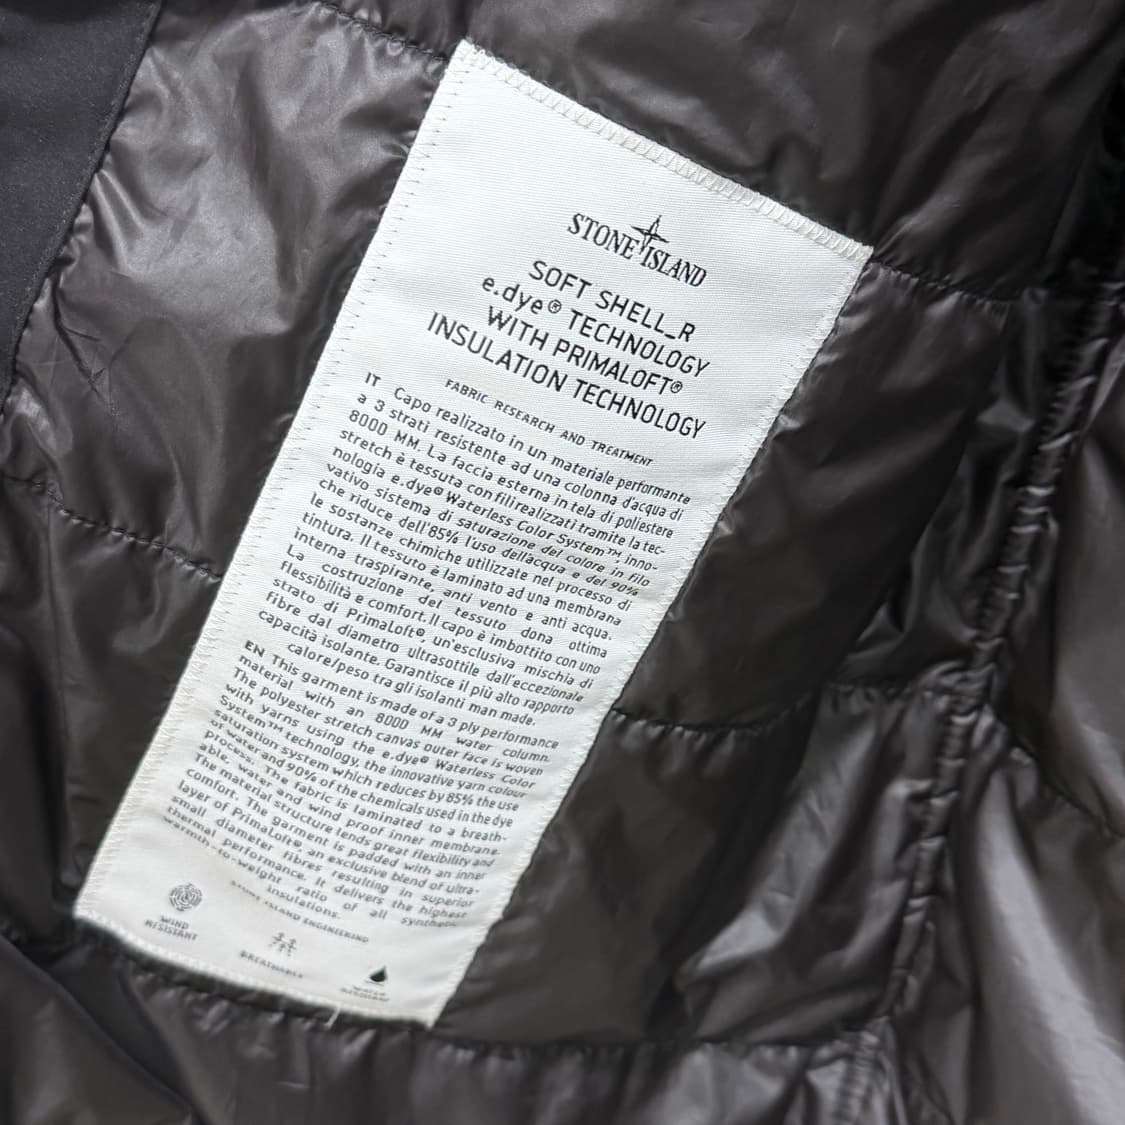 STONE ISLAND
SOFT SHELL_R
e.dye® TECHNOLOGY
WITH PRIMALOFT®
INSULATION TECHNOLOGY
FABRIC RESEARCH AND TREATMENT
IT Capo realizzato in un materiale performante
a 3 strati resistente ad una colonna d'acqua di
8000 MM. La faccia esterna in tela di poliestere
stretch è tessuta con fili realizzati tramite la tec-
nologia e.dye® Waterless Color System™, inno-
vativo sistema di saturazione del colore in filo
che riduce dell'85% l'uso dell'acqua e del 90%
le sostanze chimiche utilizzate nel processo di
tintura. Il tessuto è laminato ad una membrana
interna traspirante, anti vento e anti acqua.
La costruzione del tessuto dona ottima
flessibilità e comfort. Il capo è imbottito con uno
strato di PrimaLoft®, un'esclusiva mischia di
fibre dal diametro ultrasottile dall'eccezionale
capacità isolante. Garantisce il più alto rapporto
calore/peso tra gli isolanti man made.
EN This garment is made of a 3 ply performance
material with an 8000 MM water column.
The polyester stretch canvas outer face is woven
with yarns using the e.dye® Waterless Color
System™ technology, the innovative yarn colour
saturation system which reduces by 85% the use
of water and 90% of the chemicals used in the dye
process. The fabric is laminated to a breath-
able, water and wind proof inner membrane.
The material structure lends great flexibility and
comfort. The garment is padded with an inner
layer of PrimaLoft®, an exclusive blend of ultra-
small diameter fibres resulting in superior
thermal performance. It delivers the highest
warmth-to-weight ratio of all synthetic
insulations.
STONE ISLAND ENGINEERING
WIND
RESISTANT
BREATHABLE
WATER
RESISTANT